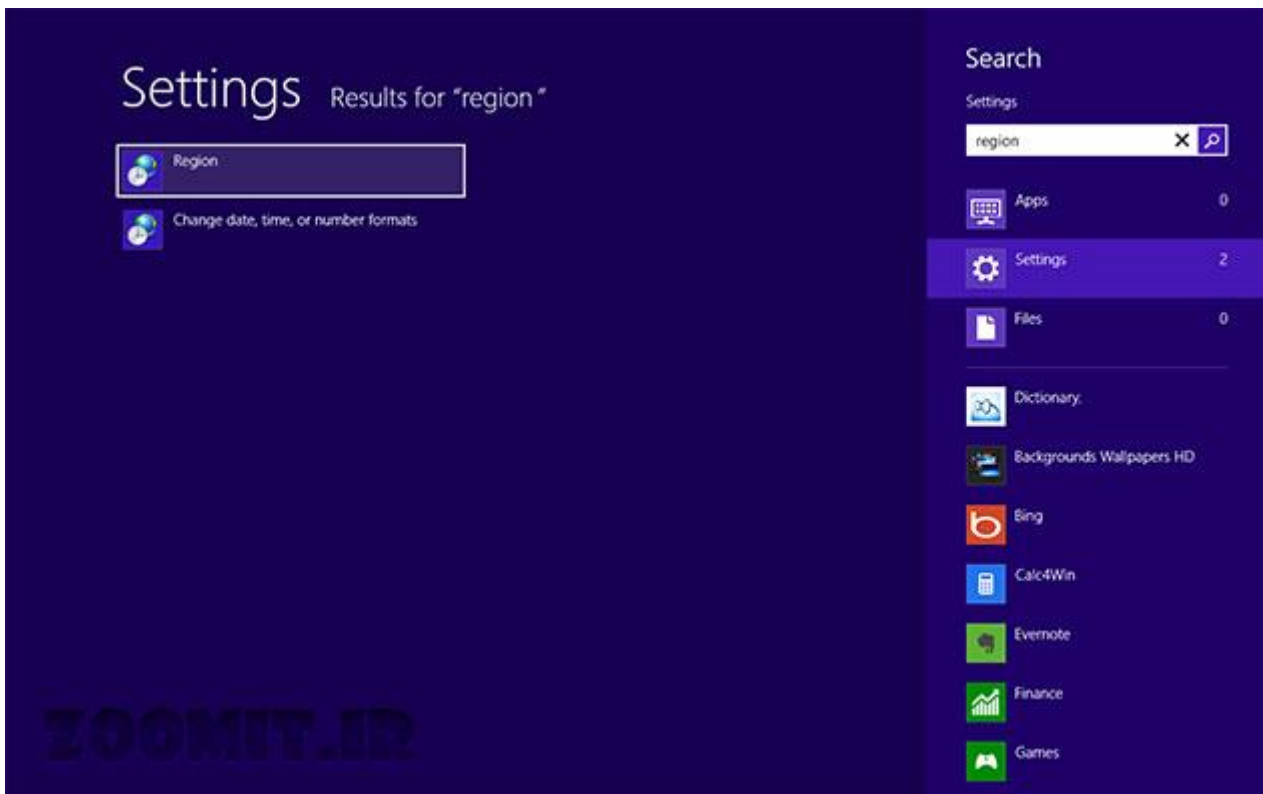 Settings Results for "region "
Region
Change date, time, or number formats
Search
Settings
region
Apps 0
Settings 2
Files 0
Dictionary.
Backgrounds Wallpapers HD
Bing
Calc4Win
Evernote
Finance
Games
ZOOMIT.IR